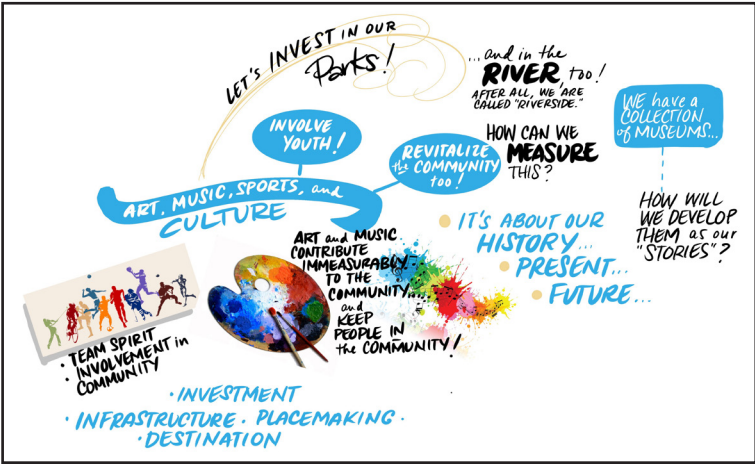 LET'S INVEST IN OUR
Parks!
...and in the
RIVER, too!
AFTER ALL, WE ARE
CALLED "RIVERSIDE."
WE have a
COLLECTION
of MUSEUMS...
INVOLVE
YOUTH!
REVITALIZE
the COMMUNITY
too!
HOW CAN WE
MEASURE
THIS?
ART, MUSIC, SPORTS, and
CULTURE
HOW WILL
WE DEVELOP
THEM as our
"STORIES"?
ART and MUSIC
CONTRIBUTE
IMMEASURABLY
TO THE
COMMUNITY...
and
KEEP
PEOPLE IN
the COMMUNITY!
• IT'S ABOUT OUR
HISTORY...
• PRESENT...
• FUTURE...
• TEAM SPIRIT
• INVOLVEMENT in
COMMUNITY
• INVESTMENT
• INFRASTRUCTURE • PLACEMAKING •
• DESTINATION